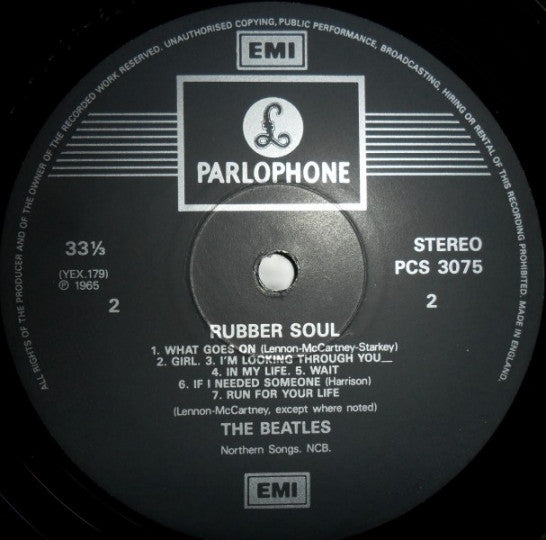 ALL RIGHTS OF THE PRODUCER AND OF THE OWNER OF THE RECORDED WORK RESERVED. UNAUTHORISED COPYING, PUBLIC PERFORMANCE, BROADCASTING, HIRING OR RENTAL OF THIS RECORDING PROHIBITED. MADE IN ENGLAND.
EMI
£
PARLOPHONE
33⅓
STEREO
PCS 3075
(YEX.179)
℗ 1965
2
2
RUBBER SOUL
1. WHAT GOES ON (Lennon-McCartney-Starkey)
2. GIRL. 3. I'M LOOKING THROUGH YOU
4. IN MY LIFE. 5. WAIT
6. IF I NEEDED SOMEONE (Harrison)
7. RUN FOR YOUR LIFE
(Lennon-McCartney, except where noted)
THE BEATLES
Northern Songs. NCB.
EMI